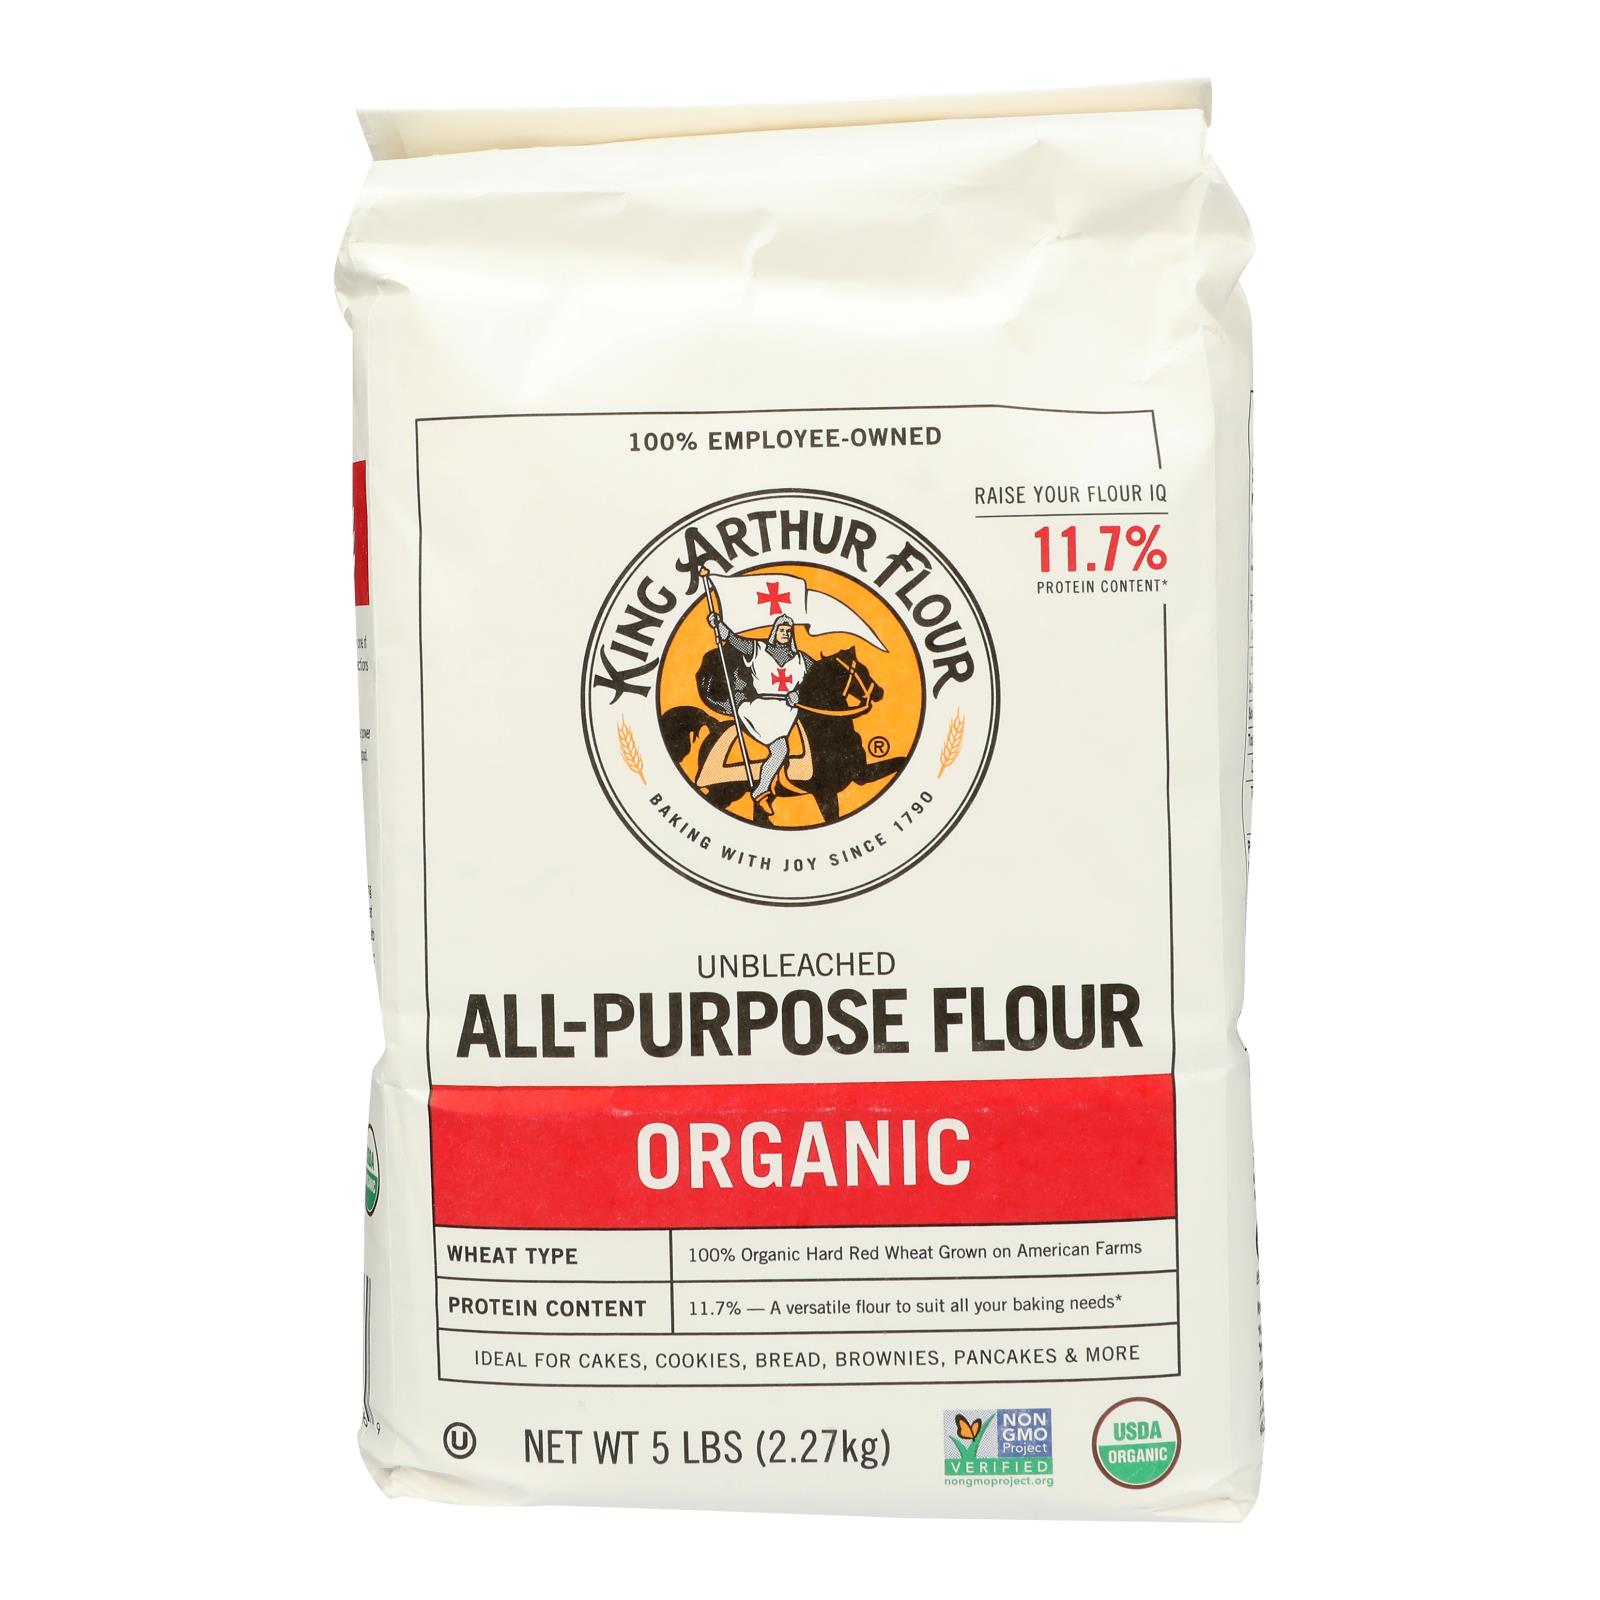 100% EMPLOYEE-OWNED
RAISE YOUR FLOUR IQ
11.7%
PROTEIN CONTENT*
KING ARTHUR FLOUR
®
BAKING WITH JOY SINCE 1790
UNBLEACHED
ALL-PURPOSE FLOUR
ORGANIC
WHEAT TYPE 100% Organic Hard Red Wheat Grown on American Farms
PROTEIN CONTENT 11.7% — A versatile flour to suit all your baking needs*
IDEAL FOR CAKES, COOKIES, BREAD, BROWNIES, PANCAKES & MORE
U
NET WT 5 LBS (2.27kg)
NON
GMO
Project
VERIFIED
nongmoproject.org
USDA
ORGANIC